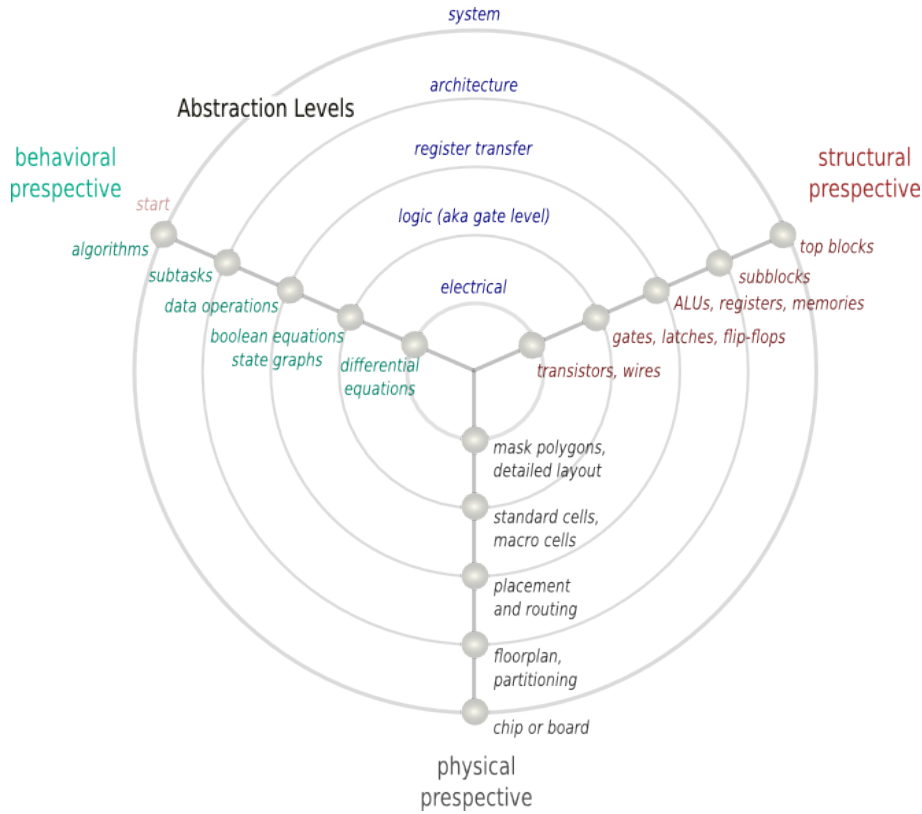 system
architecture
Abstraction Levels
register transfer
behavioral
prespective
structural
prespective
start
logic (aka gate level)
algorithms
top blocks
subtasks
subblocks
electrical
data operations
ALUs, registers, memories
boolean equations
state graphs
gates, latches, flip-flops
differential
equations
transistors, wires
mask polygons,
detailed layout
standard cells,
macro cells
placement
and routing
floorplan,
partitioning
chip or board
physical
prespective